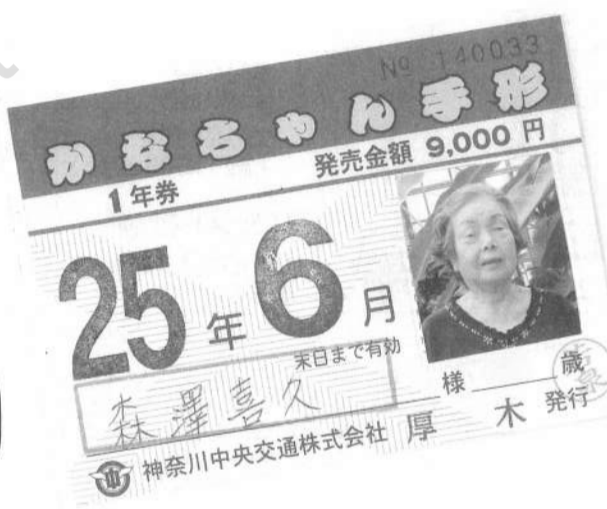 № 140033
かなちゃん手形
1年券 発売金額 9,000 円
25年6月
末日まで有効
森澤喜久 様 歳
神奈川中央交通株式会社 厚木 発行